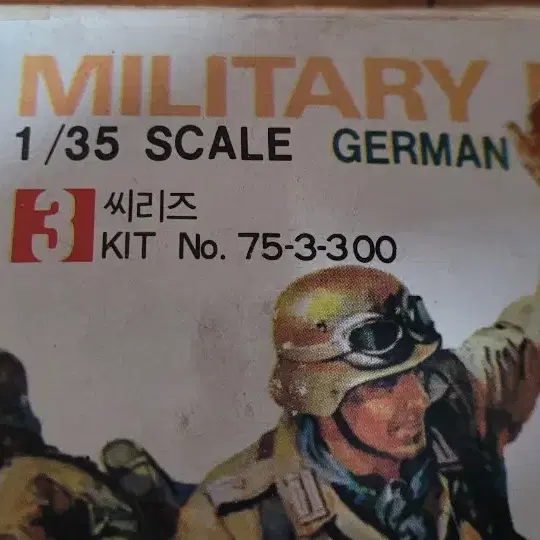 MILITARY
1/35 SCALE GERMAN
3 씨리즈
KIT No. 75-3-300